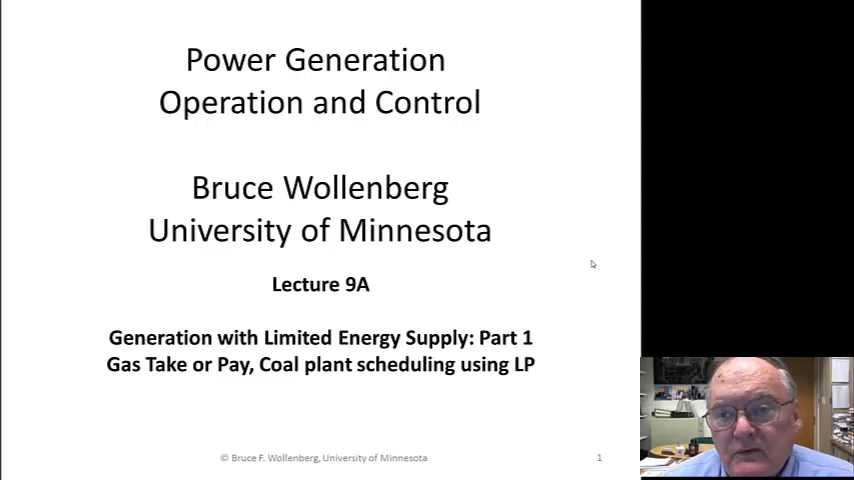 Power Generation
Operation and Control
Bruce Wollenberg
University of Minnesota
Lecture 9A
Generation with Limited Energy Supply: Part 1
Gas Take or Pay, Coal plant scheduling using LP
© Bruce F. Wollenberg, University of Minnesota
1